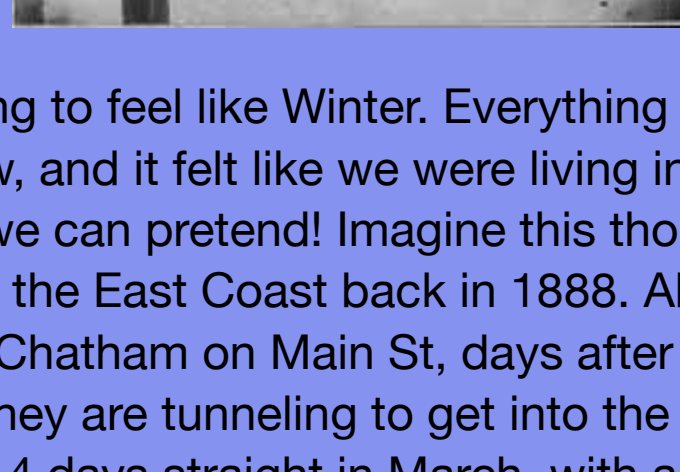 ng to feel like Winter. Everything
w, and it felt like we were living in
we can pretend! Imagine this tho
the East Coast back in 1888. Al
Chatham on Main St, days after
hey are tunneling to get into the
4 days straight in March, with a